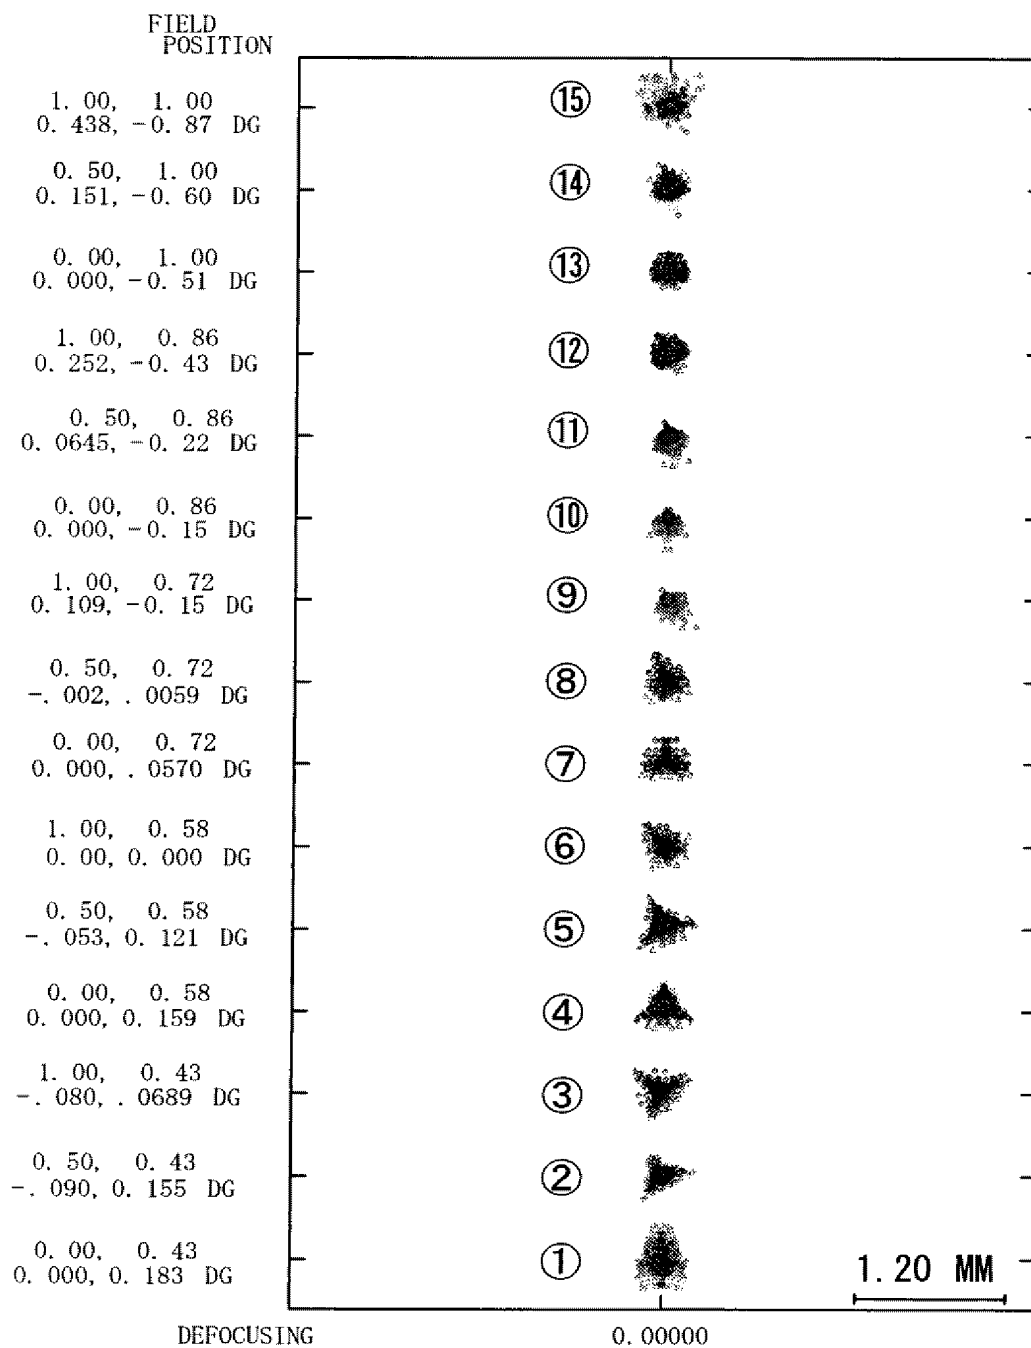 FIELD
POSITION
1. 00, 1. 00
0. 438, -0. 87 DG
⑮
0. 50, 1. 00
0. 151, -0. 60 DG
⑭
0. 00, 1. 00
0. 000, -0. 51 DG
⑬
1. 00, 0. 86
0. 252, -0. 43 DG
⑫
0. 50, 0. 86
0. 0645, -0. 22 DG
⑪
0. 00, 0. 86
0. 000, -0. 15 DG
⑩
1. 00, 0. 72
0. 109, -0. 15 DG
⑨
0. 50, 0. 72
-. 002, . 0059 DG
⑧
0. 00, 0. 72
0. 000, . 0570 DG
⑦
1. 00, 0. 58
0. 00, 0. 000 DG
⑥
0. 50, 0. 58
-. 053, 0. 121 DG
⑤
0. 00, 0. 58
0. 000, 0. 159 DG
④
1. 00, 0. 43
-. 080, . 0689 DG
③
0. 50, 0. 43
-. 090, 0. 155 DG
②
0. 00, 0. 43
0. 000, 0. 183 DG
①
1. 20 MM
DEFOCUSING 0. 00000